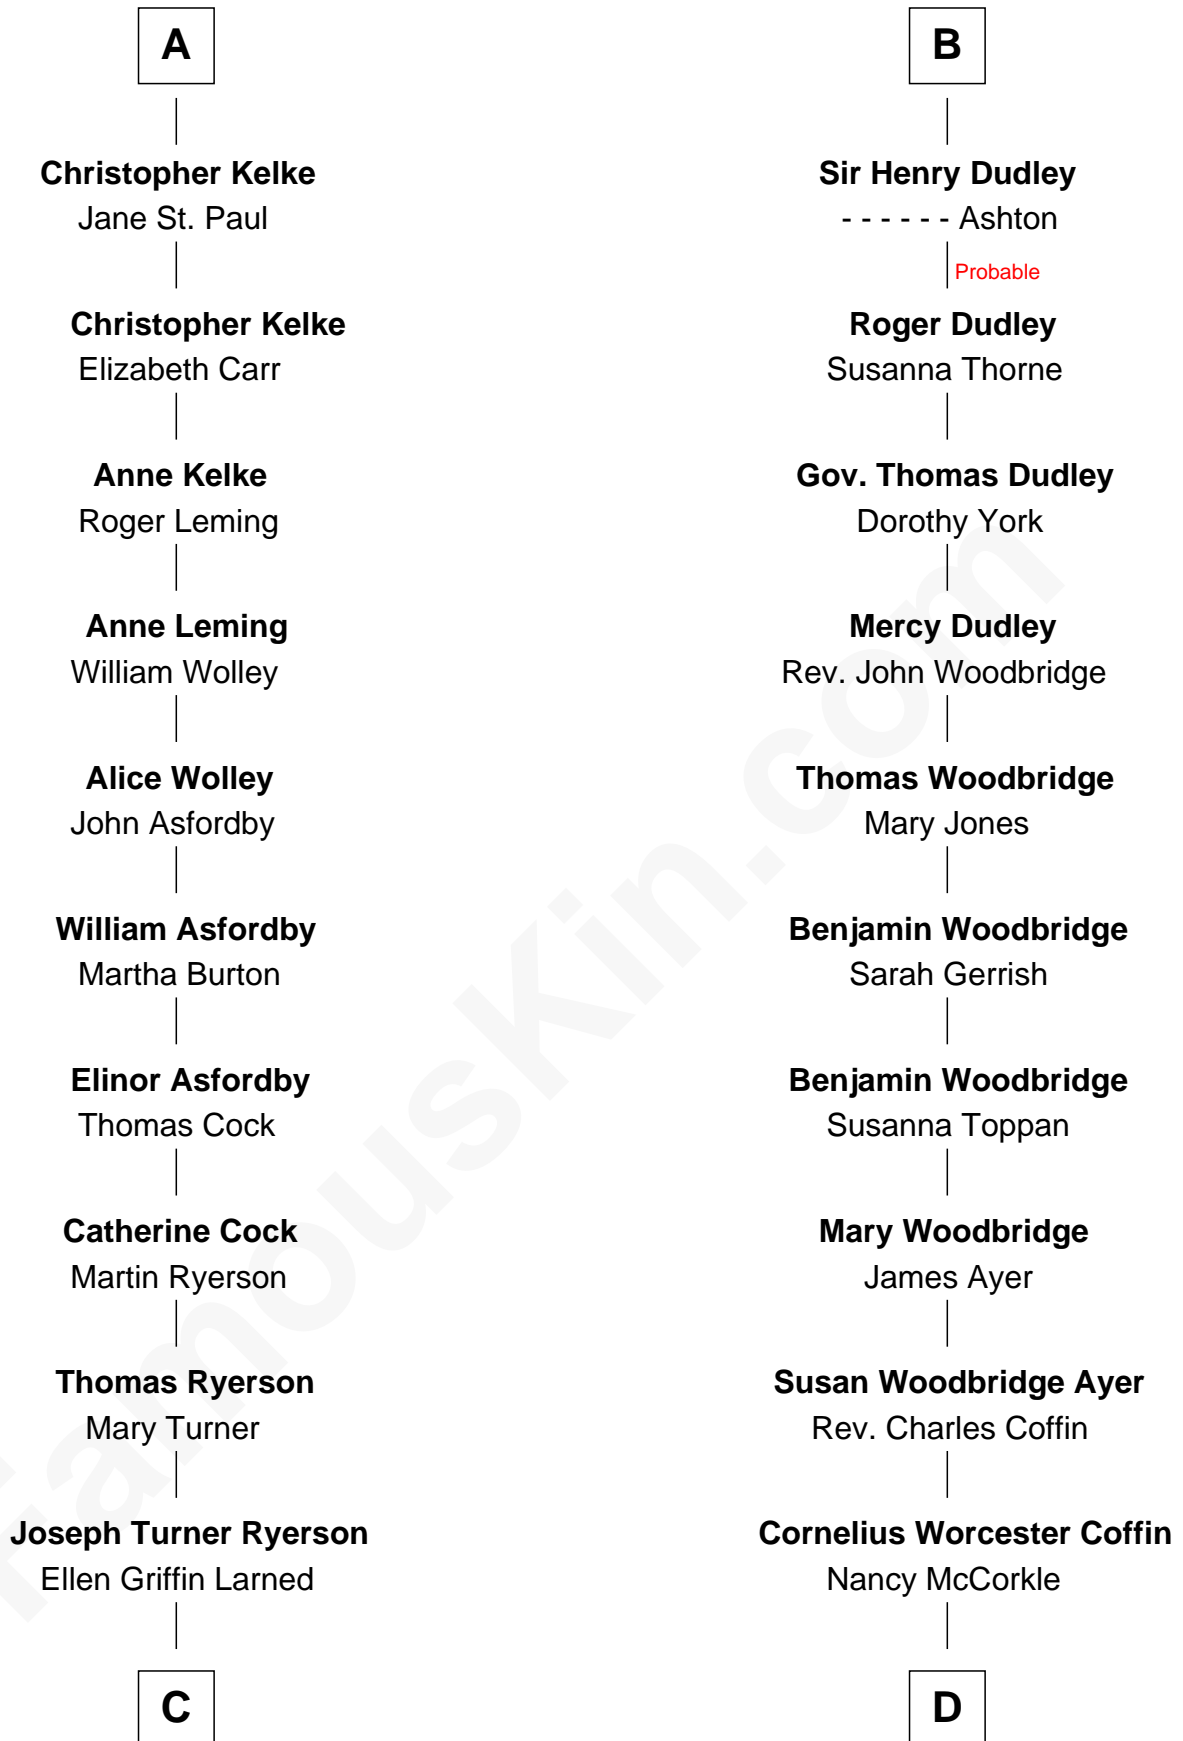 A
Christopher Kelke
Jane St. Paul
Christopher Kelke
Elizabeth Carr
Anne Kelke
Roger Leming
Anne Leming
William Wolley
Alice Wolley
John Asfordby
William Asfordby
Martha Burton
Elinor Asfordby
Thomas Cock
Catherine Cock
Martin Ryerson
Thomas Ryerson
Mary Turner
Joseph Turner Ryerson
Ellen Griffin Larned
C
B
Sir Henry Dudley
- - - - - - Ashton
Probable
Roger Dudley
Susanna Thorne
Gov. Thomas Dudley
Dorothy York
Mercy Dudley
Rev. John Woodbridge
Thomas Woodbridge
Mary Jones
Benjamin Woodbridge
Sarah Gerrish
Benjamin Woodbridge
Susanna Toppan
Mary Woodbridge
James Ayer
Susan Woodbridge Ayer
Rev. Charles Coffin
Cornelius Worcester Coffin
Nancy McCorkle
D
FamousKin.com